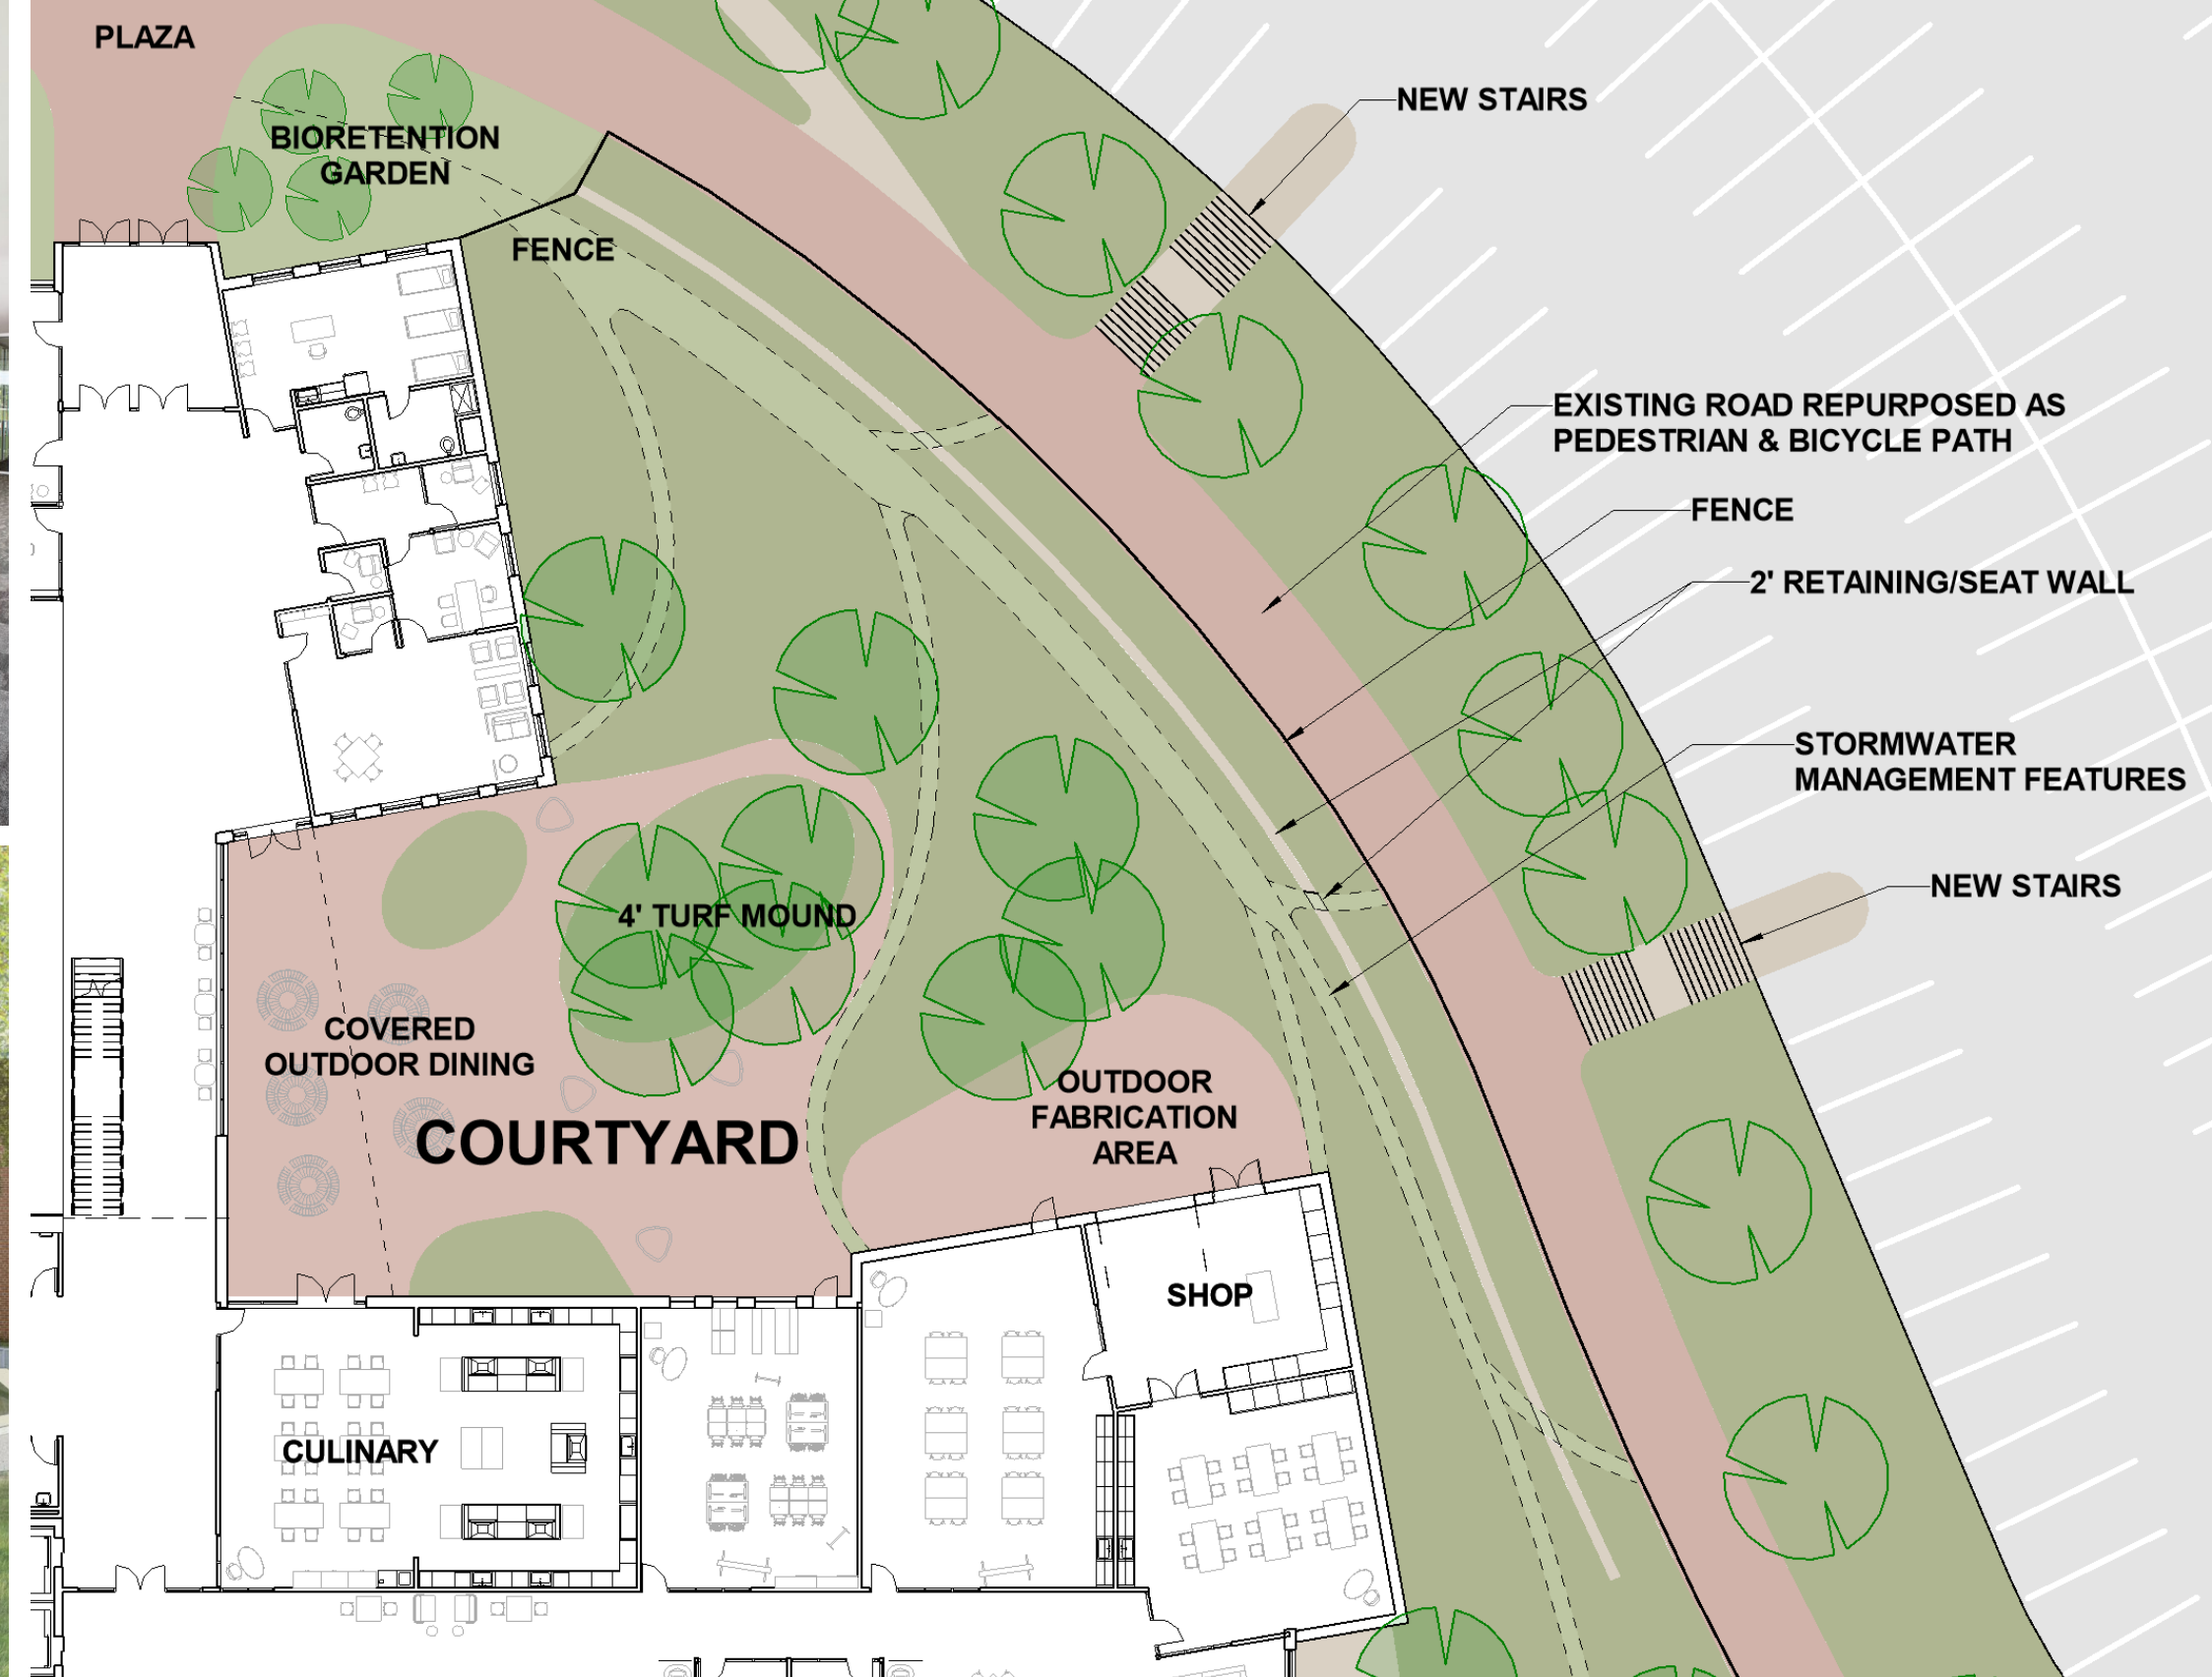 PLAZA
NEW STAIRS
BIORETENTION
GARDEN
FENCE
EXISTING ROAD REPURPOSED AS
PEDESTRIAN & BICYCLE PATH
FENCE
2' RETAINING/SEAT WALL
STORMWATER
MANAGEMENT FEATURES
NEW STAIRS
4' TURF MOUND
COVERED
OUTDOOR DINING
COURTYARD
OUTDOOR
FABRICATION
AREA
SHOP
CULINARY